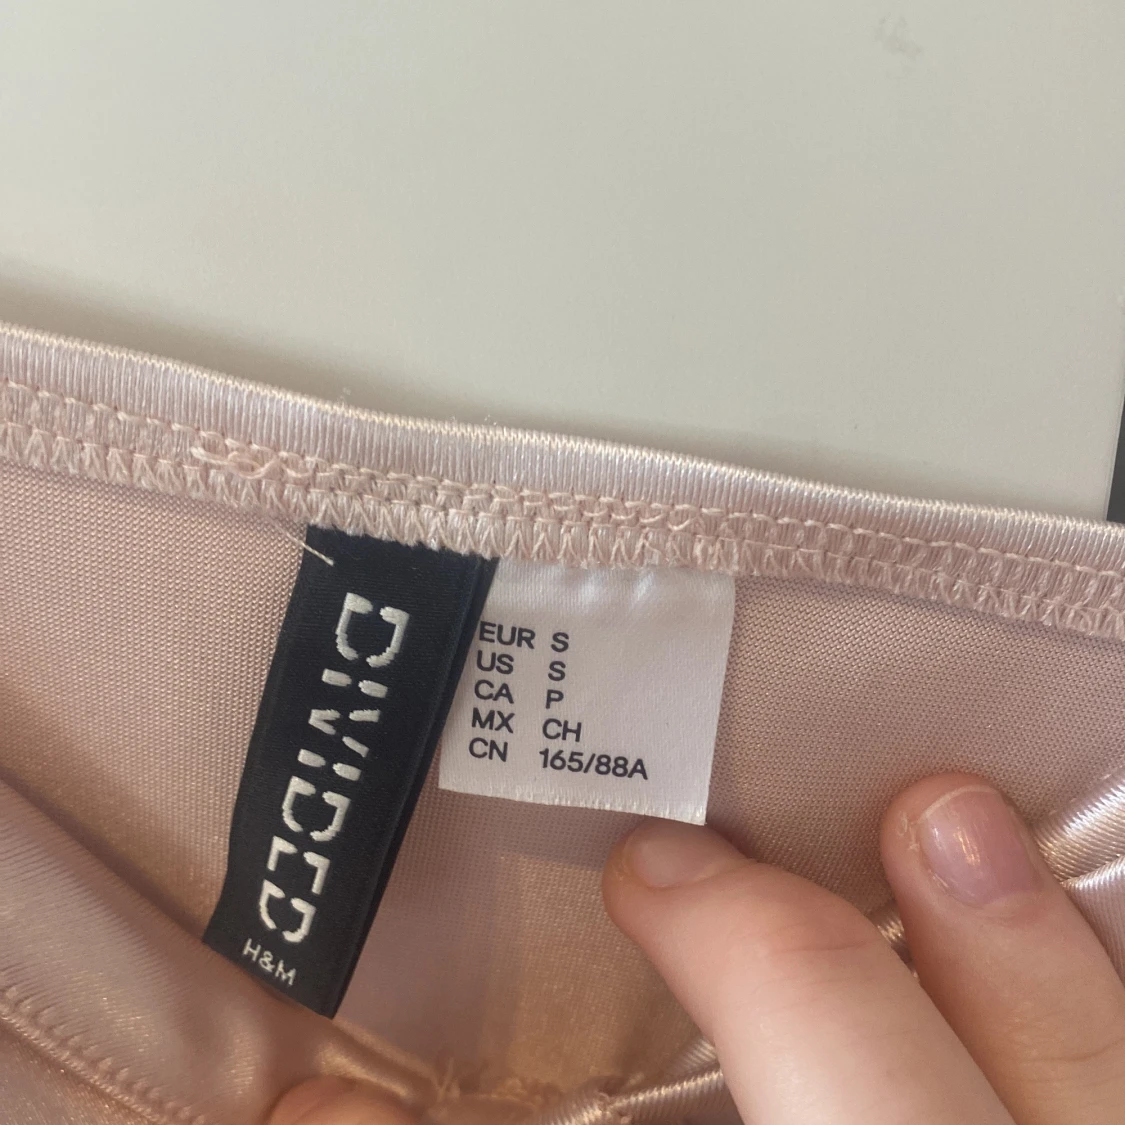 DIVIDED
H&M
EUR S
US S
CA P
MX CH
CN 165/88A